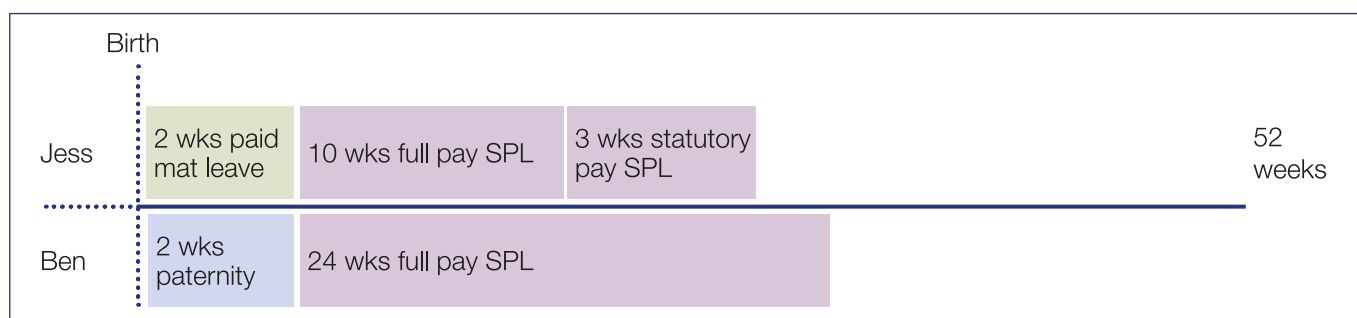 Birth
Jess
2 wks paid
mat leave
10 wks full pay SPL
3 wks statutory
pay SPL
52
weeks
Ben
2 wks
paternity
24 wks full pay SPL